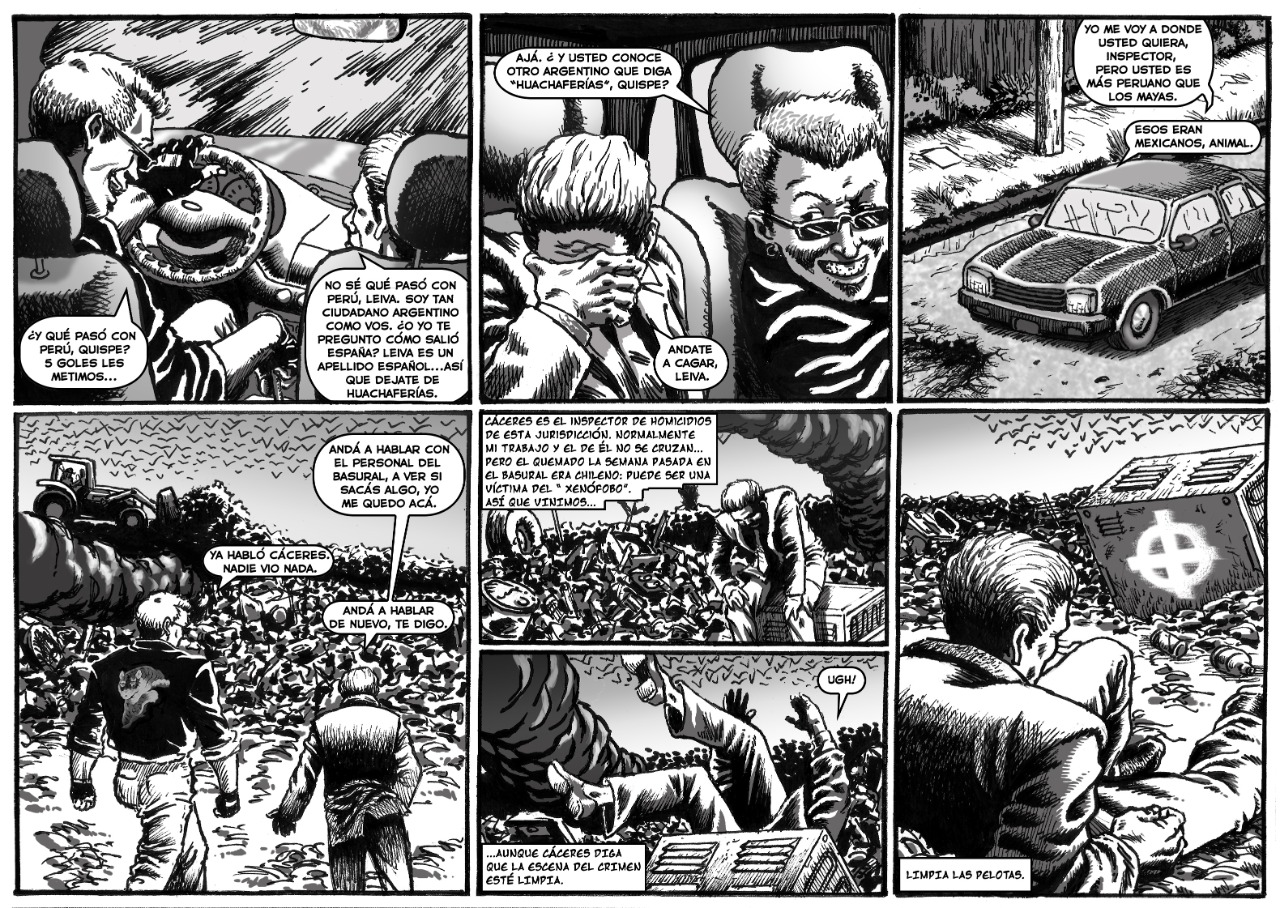 ¿Y QUÉ PASÓ CON
PERÚ, QUISPE?
5 GOLES LES
METIMOS...
NO SÉ QUÉ PASÓ CON
PERÚ, LEIVA. SOY TAN
CIUDADANO ARGENTINO
COMO VOS. ¿O YO TE
PREGUNTO CÓMO SALIÓ
ESPAÑA? LEIVA ES UN
APELLIDO ESPAÑOL...ASÍ
QUE DEJATE DE
HUACHAFERÍAS.
AJÁ. ¿ Y USTED CONOCE
OTRO ARGENTINO QUE DIGA
"HUACHAFERÍAS", QUISPE?
ANDATE
A CAGAR,
LEIVA.
YO ME VOY A DONDE
USTED QUIERA,
INSPECTOR,
PERO USTED ES
MÁS PERUANO QUE
LOS MAYAS.
ESOS ERAN
MEXICANOS, ANIMAL.
ANDÁ A HABLAR CON
EL PERSONAL DEL
BASURAL, A VER SI
SACÁS ALGO, YO
ME QUEDO ACÁ.
YA HABLÓ CÁCERES.
NADIE VIO NADA.
ANDÁ A HABLAR
DE NUEVO, TE DIGO.
CÁCERES ES EL INSPECTOR DE HOMICIDIOS
DE ESTA JURISDICCIÓN. NORMALMENTE
MI TRABAJO Y EL DE ÉL NO SE CRUZAN...
PERO EL QUEMADO LA SEMANA PASADA EN
EL BASURAL ERA CHILENO: PUEDE SER UNA
VÍCTIMA DEL " XENÓFOBO".
ASÍ QUE VINIMOS...
UGH!
...AUNQUE CÁCERES DIGA
QUE LA ESCENA DEL CRIMEN
ESTÉ LIMPIA.
LIMPIA LAS PELOTAS.